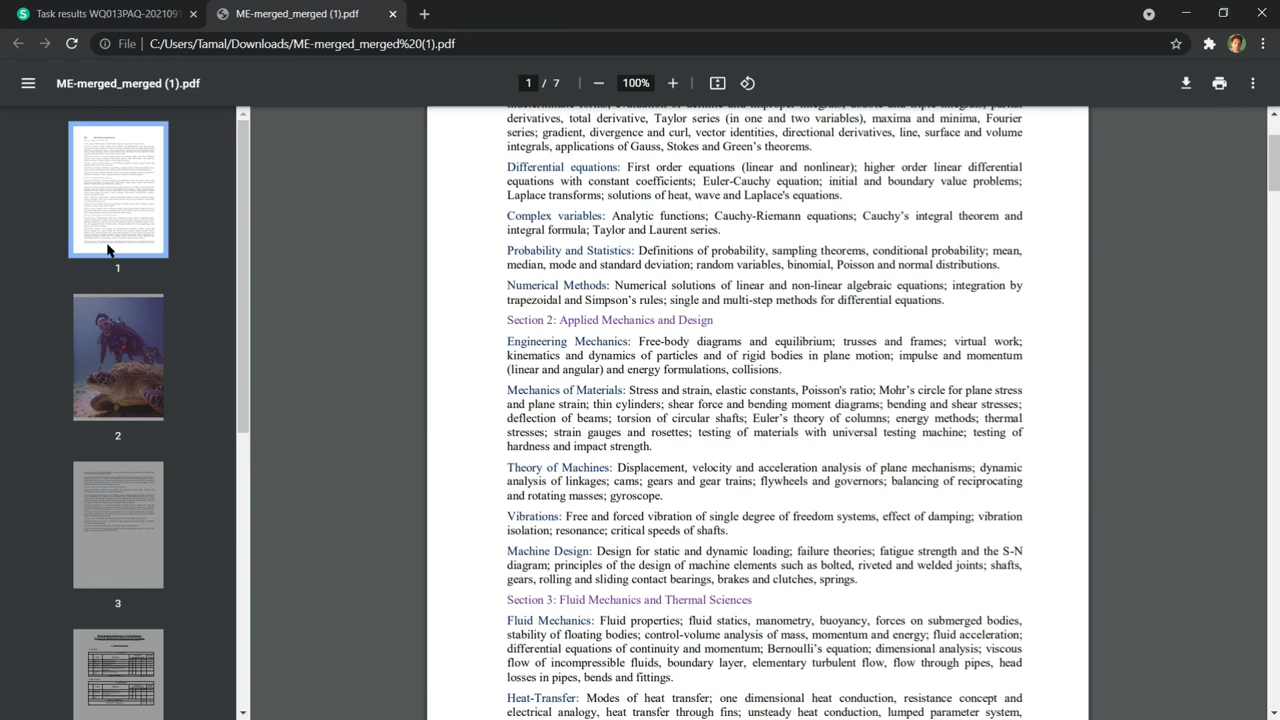 Task results WQ013PAQ-2021091
ME-merged_merged (1).pdf
File
C:/Users/Tamal/Downloads/ME-merged_merged%20(1).pdf
ME-merged_merged (1).pdf
1 / 7
100%
derivatives, total derivative, Taylor series (in one and two variables), maxima and minima, Fourier
series; gradient, divergence and curl, vector identities, directional derivatives, line, surface and volume
integrals, applications of Gauss, Stokes and Green's theorems.
Differential equations: First order equations (linear and nonlinear); higher order linear differential
equations with constant coefficients; Euler-Cauchy equation; initial and boundary value problems;
Laplace transforms; solutions of heat, wave and Laplace's equations.
Complex variables: Analytic functions; Cauchy-Riemann equations; Cauchy's integral theorem and
integral formula; Taylor and Laurent series.
Probability and Statistics: Definitions of probability, sampling theorems, conditional probability; mean,
median, mode and standard deviation; random variables, binomial, Poisson and normal distributions.
Numerical Methods: Numerical solutions of linear and non-linear algebraic equations; integration by
trapezoidal and Simpson's rules; single and multi-step methods for differential equations.
Section 2: Applied Mechanics and Design
Engineering Mechanics: Free-body diagrams and equilibrium; trusses and frames; virtual work;
kinematics and dynamics of particles and of rigid bodies in plane motion; impulse and momentum
(linear and angular) and energy formulations, collisions.
Mechanics of Materials: Stress and strain, elastic constants, Poisson's ratio; Mohr's circle for plane stress
and plane strain; thin cylinders; shear force and bending moment diagrams; bending and shear stresses;
deflection of beams; torsion of circular shafts; Euler's theory of columns; energy methods; thermal
stresses; strain gauges and rosettes; testing of materials with universal testing machine; testing of
hardness and impact strength.
Theory of Machines: Displacement, velocity and acceleration analysis of plane mechanisms; dynamic
analysis of linkages; cams; gears and gear trains; flywheels and governors; balancing of reciprocating
and rotating masses; gyroscope.
Vibrations: Free and forced vibration of single degree of freedom systems, effect of damping; vibration
isolation; resonance; critical speeds of shafts.
Machine Design: Design for static and dynamic loading; failure theories; fatigue strength and the S-N
diagram; principles of the design of machine elements such as bolted, riveted and welded joints; shafts,
gears, rolling and sliding contact bearings, brakes and clutches, springs.
Section 3: Fluid Mechanics and Thermal Sciences
Fluid Mechanics: Fluid properties; fluid statics, manometry, buoyancy, forces on submerged bodies,
stability of floating bodies; control-volume analysis of mass, momentum and energy; fluid acceleration;
differential equations of continuity and momentum; Bernoulli's equation; dimensional analysis; viscous
flow of incompressible fluids, boundary layer, elementary turbulent flow, flow through pipes, head
losses in pipes, bends and fittings.
Heat-Transfer: Modes of heat transfer; one dimensional heat conduction, resistance concept and
electrical analogy, heat transfer through fins; unsteady heat conduction, lumped parameter system,
1
2
3